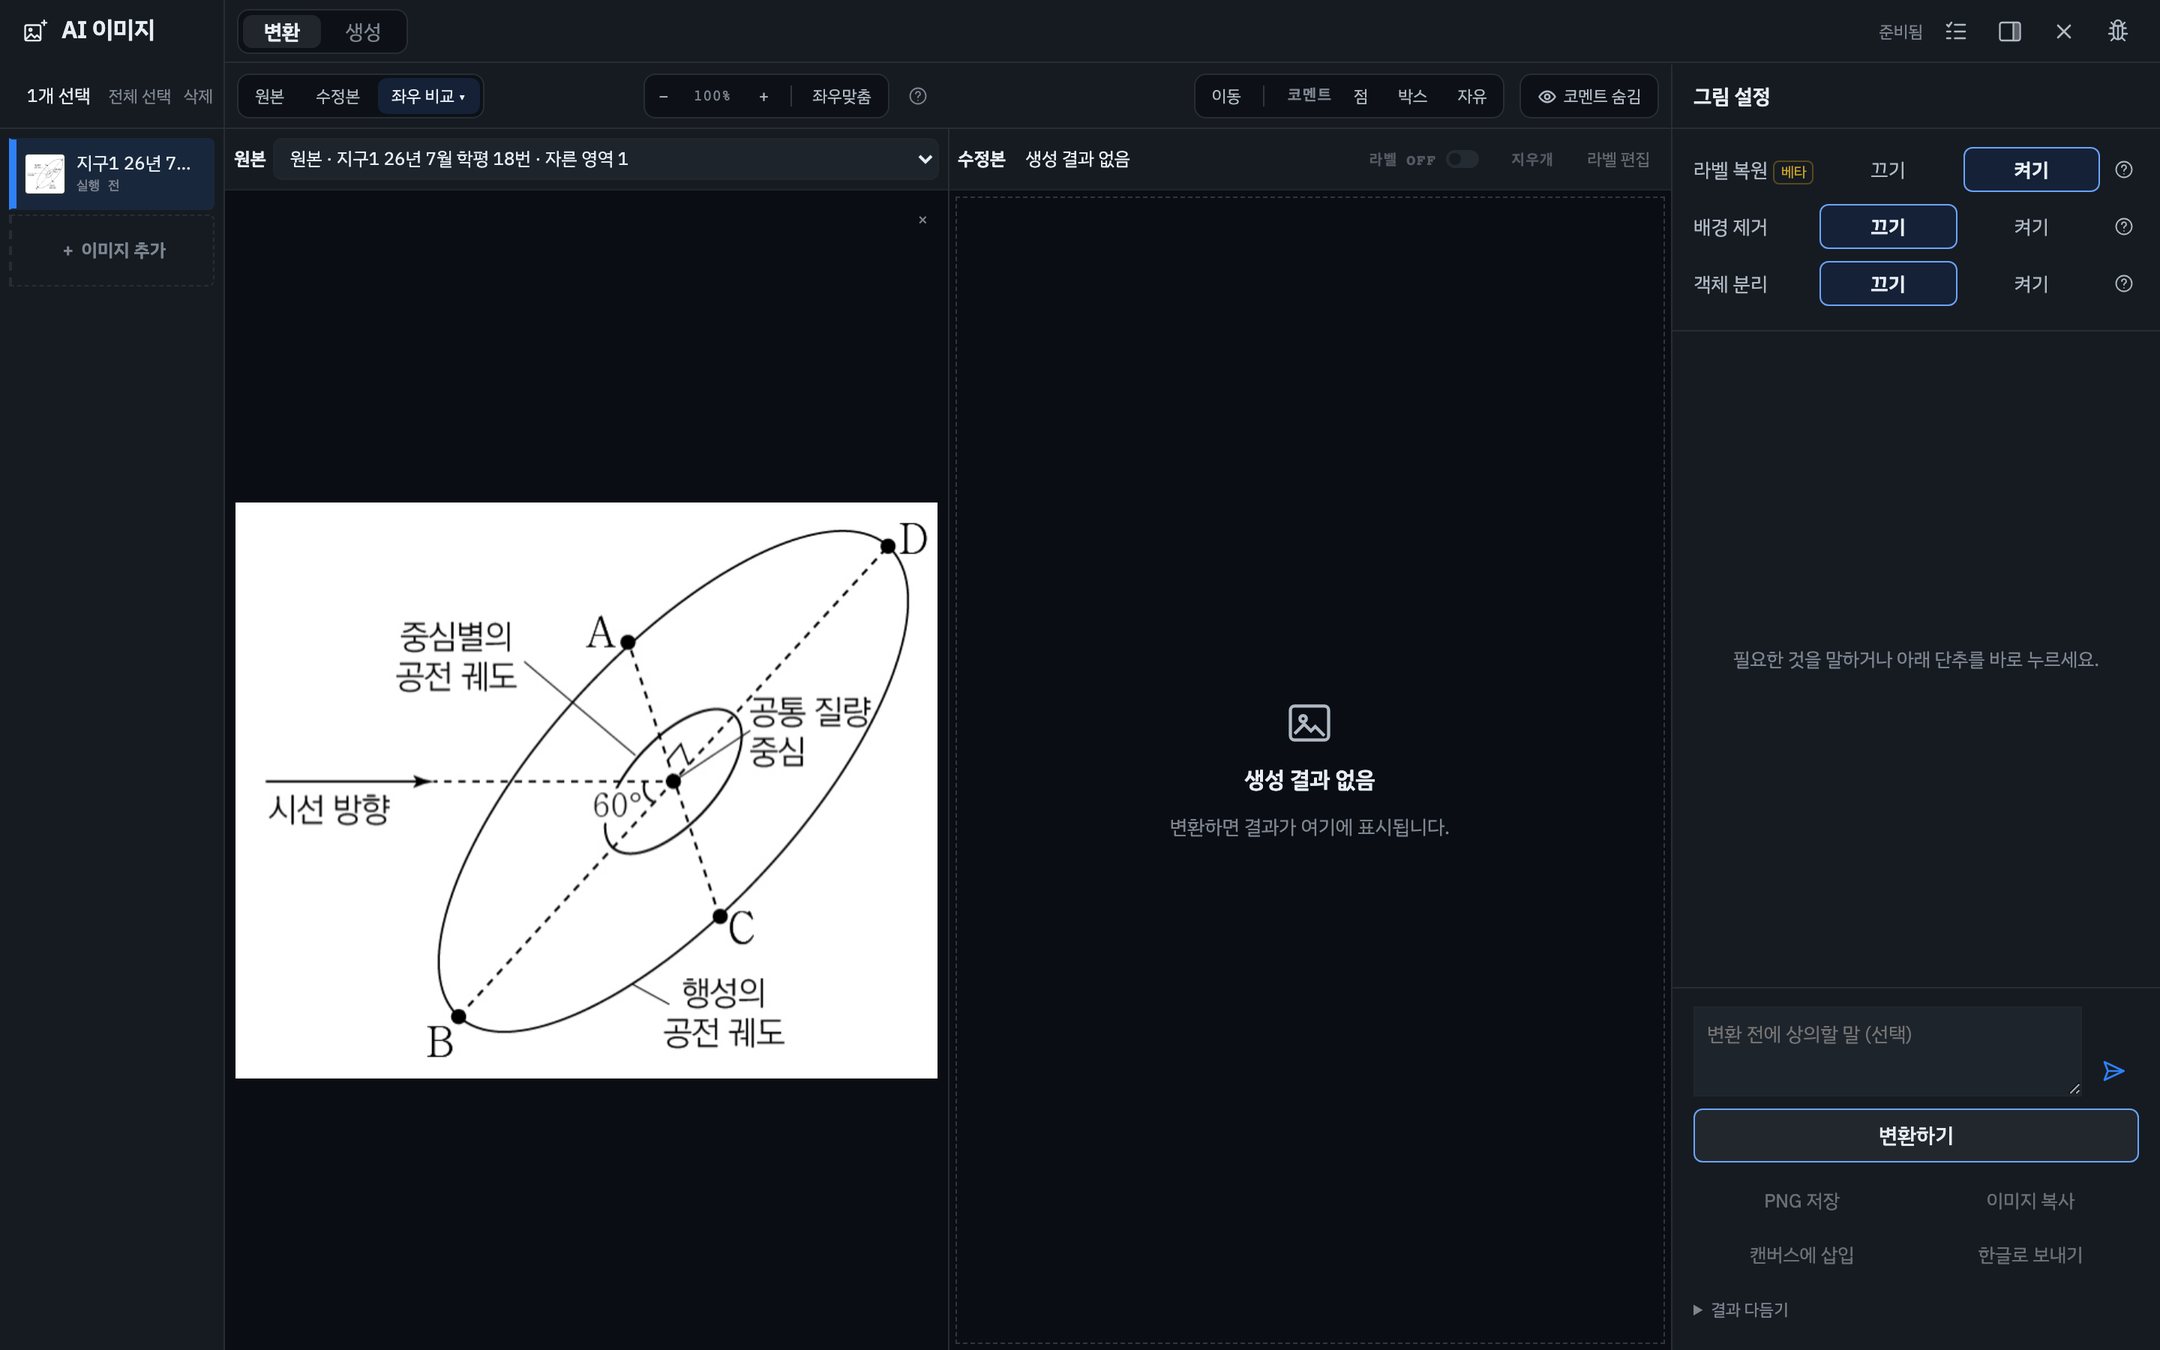 AI 이미지
변환
생성
준비됨
1개 선택
전체 선택
삭제
원본
수정본
좌우 비교 ▾
− 100% +
좌우맞춤
이동
코멘트
점
박스
자유
코멘트 숨김
그림 설정
지구1 26년 7...
실행 전
+ 이미지 추가
원본
원본 · 지구1 26년 7월 학평 18번 · 자른 영역 1
수정본
생성 결과 없음
라벨 OFF
지우개
라벨 편집
라벨 복원
베타
끄기
켜기
배경 제거
끄기
켜기
객체 분리
끄기
켜기
×
D
A
중심별의
공전 궤도
공통 질량
중심
60°
시선 방향
C
행성의
공전 궤도
B
생성 결과 없음
변환하면 결과가 여기에 표시됩니다.
필요한 것을 말하거나 아래 단추를 바로 누르세요.
변환 전에 상의할 말 (선택)
변환하기
PNG 저장
이미지 복사
캔버스에 삽입
한글로 보내기
▶ 결과 다듬기